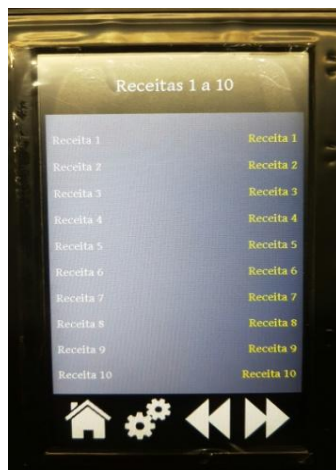 Receitas 1 a 10
Receita 1 Receita 1
Receita 2 Receita 2
Receita 3 Receita 3
Receita 4 Receita 4
Receita 5 Receita 5
Receita 6 Receita 6
Receita 7 Receita 7
Receita 8 Receita 8
Receita 9 Receita 9
Receita 10 Receita 10